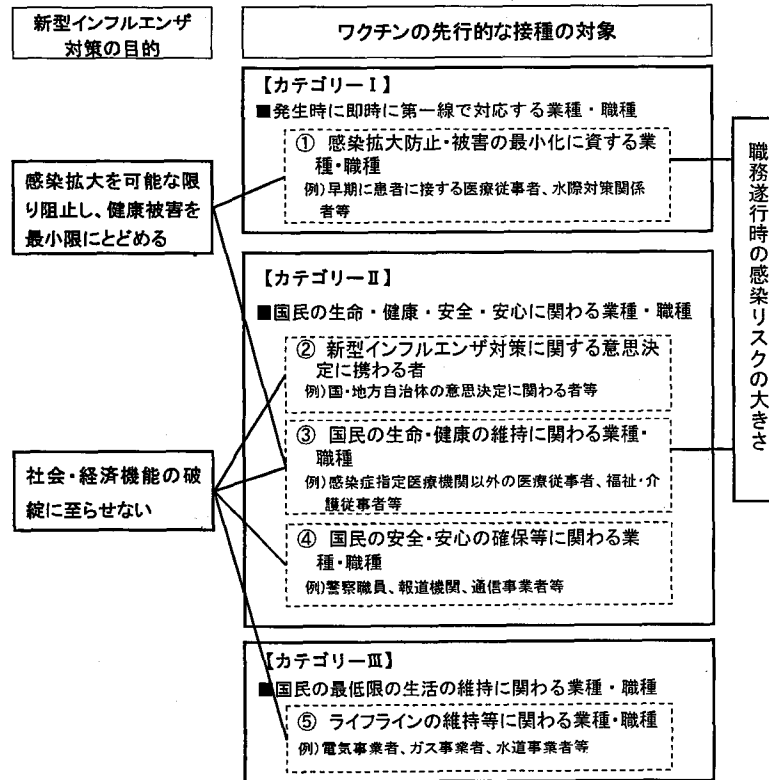 新型インフルエンザ
対策の目的
ワクチンの先行的な接種の対象
【カテゴリーⅠ】
■発生時に即時に第一線で対応する業種・職種
① 感染拡大防止・被害の最小化に資する業
種・職種
例)早期に患者に接する医療従事者、水際対策関係
者等
感染拡大を可能な限
り阻止し、健康被害を
最小限にとどめる
【カテゴリーⅡ】
■国民の生命・健康・安全・安心に関わる業種・職種
② 新型インフルエンザ対策に関する意思決
定に携わる者
例)国・地方自治体の意思決定に関わる者等
③ 国民の生命・健康の維持に関わる業種・
職種
例)感染症指定医療機関以外の医療従事者、福祉・介
護従事者等
④ 国民の安全・安心の確保等に関わる業
種・職種
例)警察職員、報道機関、通信事業者等
社会・経済機能の破
綻に至らせない
【カテゴリーⅢ】
■国民の最低限の生活の維持に関わる業種・職種
⑤ ライフラインの維持等に関わる業種・職種
例)電気事業者、ガス事業者、水道事業者等
職務遂行時の感染リスクの大きさ